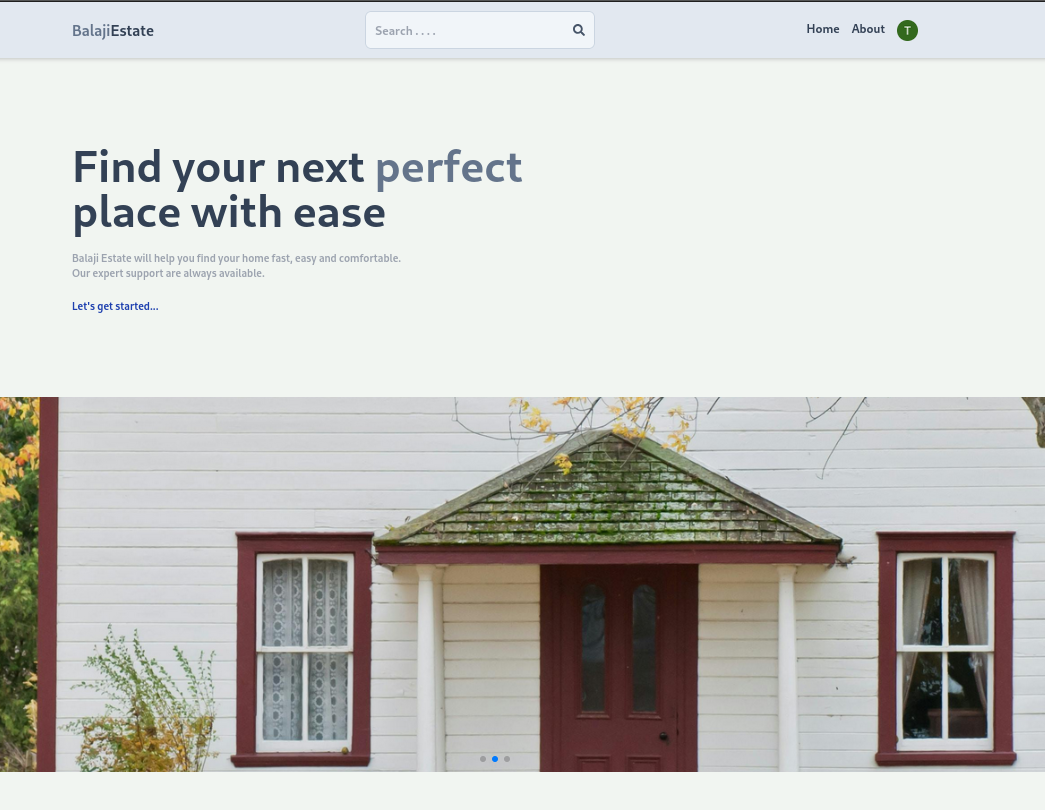 BalajiEstate
Search . . . .
Home About T
Find your next perfect
place with ease
Balaji Estate will help you find your home fast, easy and comfortable.
Our expert support are always available.
Let's get started...